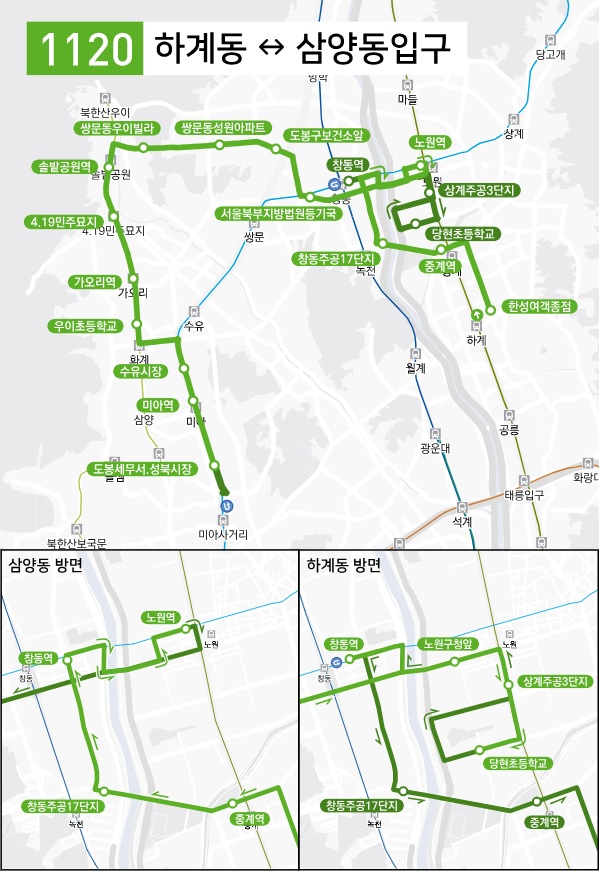 1120 하계동 ↔ 삼양동입구
당고개
방학
마들
북한산우이
쌍문동우이빌라
쌍문동성원아파트
도봉구보건소앞
노원역
상계
솔밭공원역
솔밭공원
창동역
창동
노원
상계주공3단지
4.19민주묘지
4.19민주묘지
서울북부지방법원등기국
쌍문
당현초등학교
창동주공17단지
녹천
중계역
중계
가오리역
가오리
한성여객종점
우이초등학교
수유
하계
화계
수유시장
월계
미아역
미아
삼양
공릉
광운대
도봉세무서.성북시장
솔샘
화랑대
태릉입구
미아사거리
석계
북한산보국문
삼양동 방면
노원역
노원
창동역
창동
창동주공17단지
녹천
중계역
중계
하계동 방면
창동역
창동
노원구청앞
노원
상계주공3단지
당현초등학교
창동주공17단지
녹천
중계역